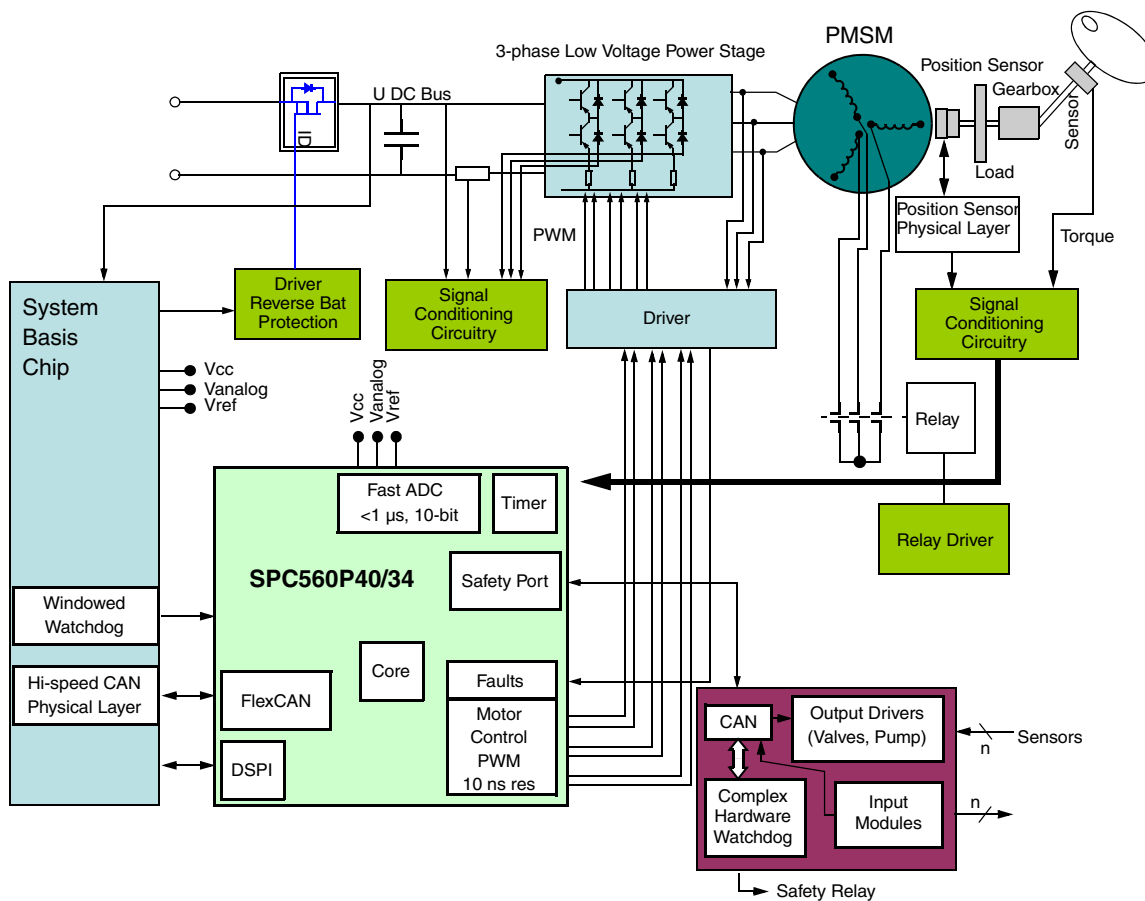 PMSM
3-phase Low Voltage Power Stage
Position Sensor
Gearbox
Sensor
U DC Bus
ID
Load
PWM
Position Sensor
Physical Layer
Torque
System
Basis
Chip
Driver
Reverse Bat
Protection
Signal
Conditioning
Circuitry
Driver
Signal
Conditioning
Circuitry
Vcc
Vanalog
Vref
Vcc
Vanalog
Vref
Relay
Fast ADC
<1 µs, 10-bit
Timer
Relay Driver
SPC560P40/34
Safety Port
Windowed
Watchdog
Core
Hi-speed CAN
Physical Layer
FlexCAN
Faults
Motor
Control
PWM
10 ns res
DSPI
CAN
Output Drivers
(Valves, Pump)
n
Sensors
Complex
Hardware
Watchdog
Input
Modules
n
Safety Relay